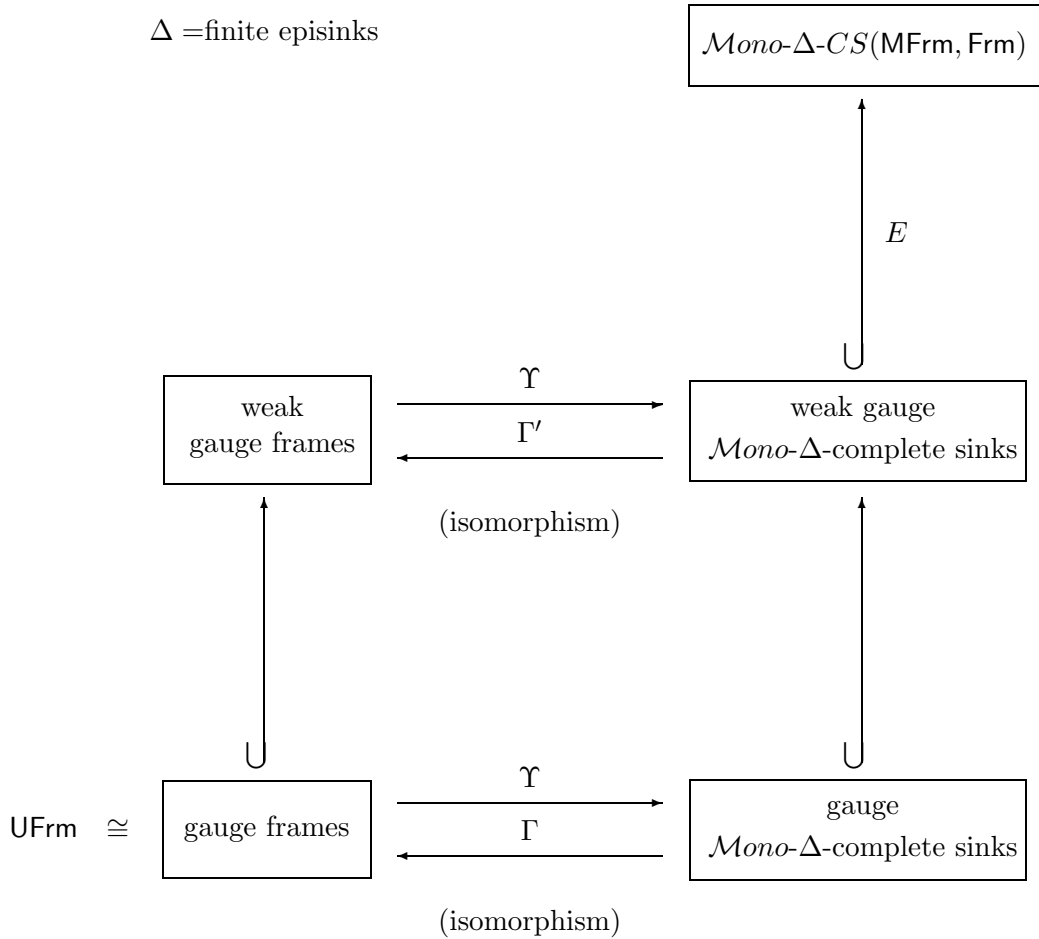 Δ =finite episinks
Mono-Δ-CS(MFrm, Frm)
E
weak
gauge frames
Υ
Γ′
(isomorphism)
weak gauge
Mono-Δ-complete sinks
UFrm ≅
gauge frames
Υ
Γ
(isomorphism)
gauge
Mono-Δ-complete sinks